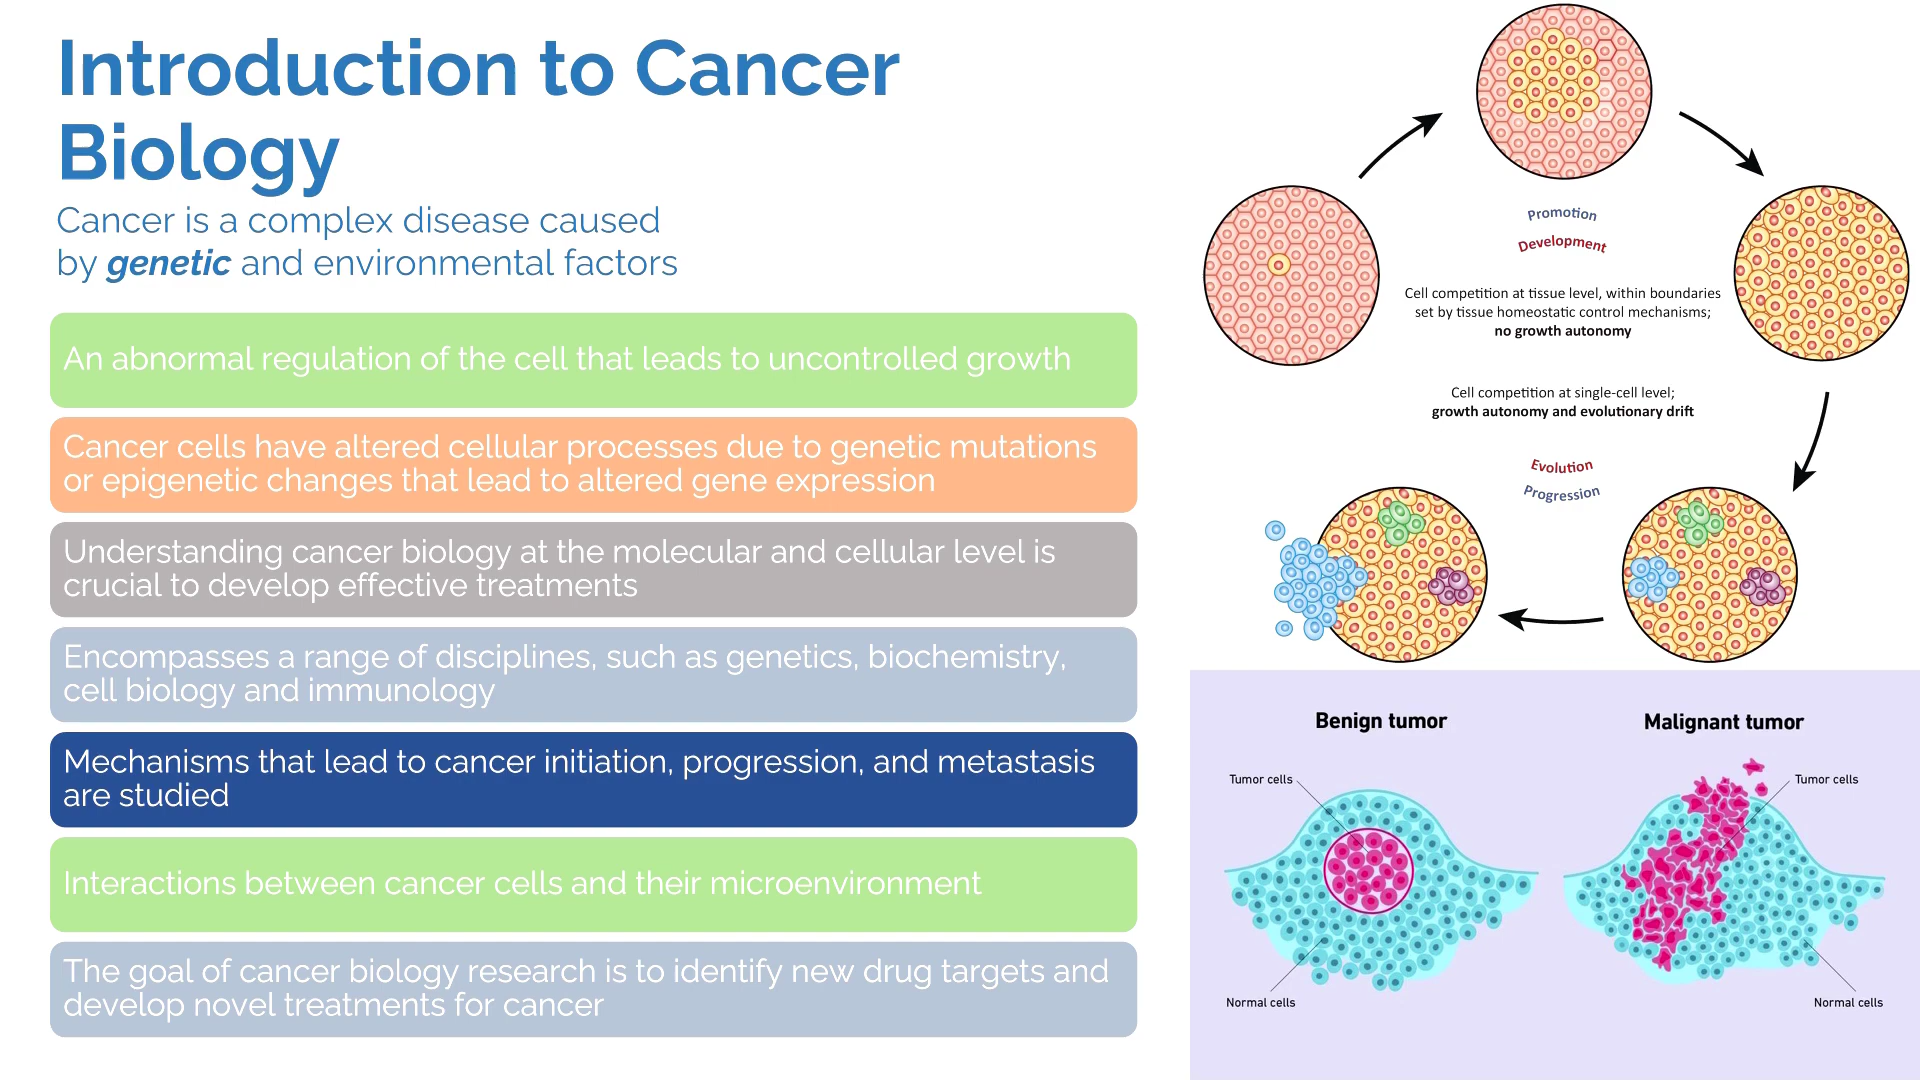 Introduction to Cancer
Biology
Cancer is a complex disease caused
by genetic and environmental factors
An abnormal regulation of the cell that leads to uncontrolled growth
Cancer cells have altered cellular processes due to genetic mutations
or epigenetic changes that lead to altered gene expression
Understanding cancer biology at the molecular and cellular level is
crucial to develop effective treatments
Encompasses a range of disciplines, such as genetics, biochemistry,
cell biology and immunology
Mechanisms that lead to cancer initiation, progression, and metastasis
are studied
Interactions between cancer cells and their microenvironment
The goal of cancer biology research is to identify new drug targets and
develop novel treatments for cancer
Promotion
Development
Cell competition at tissue level, within boundaries
set by tissue homeostatic control mechanisms;
no growth autonomy
Cell competition at single-cell level;
growth autonomy and evolutionary drift
Evolution
Progression
Benign tumor
Tumor cells
Normal cells
Malignant tumor
Tumor cells
Normal cells